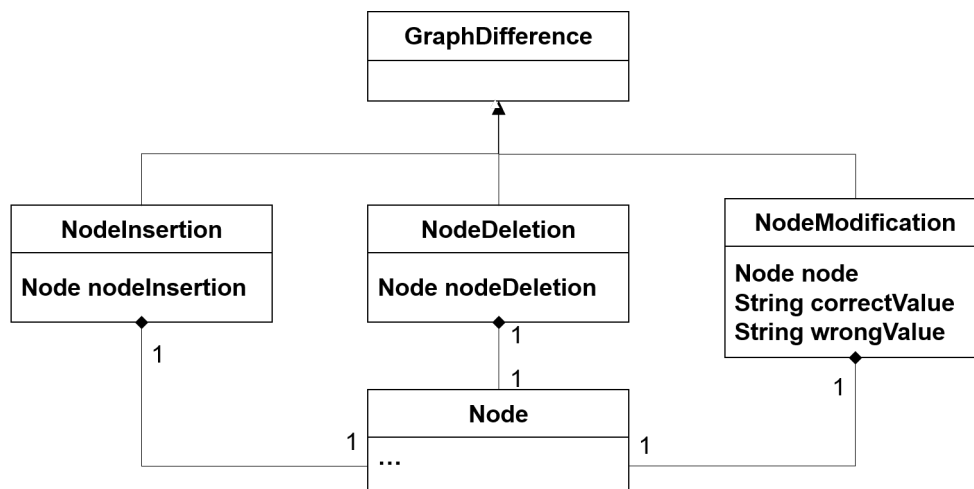 GraphDifference
NodeInsertion
Node nodeInsertion
NodeDeletion
Node nodeDeletion
NodeModification
Node node
String correctValue
String wrongValue
1
1
1
1
1
1
Node
...